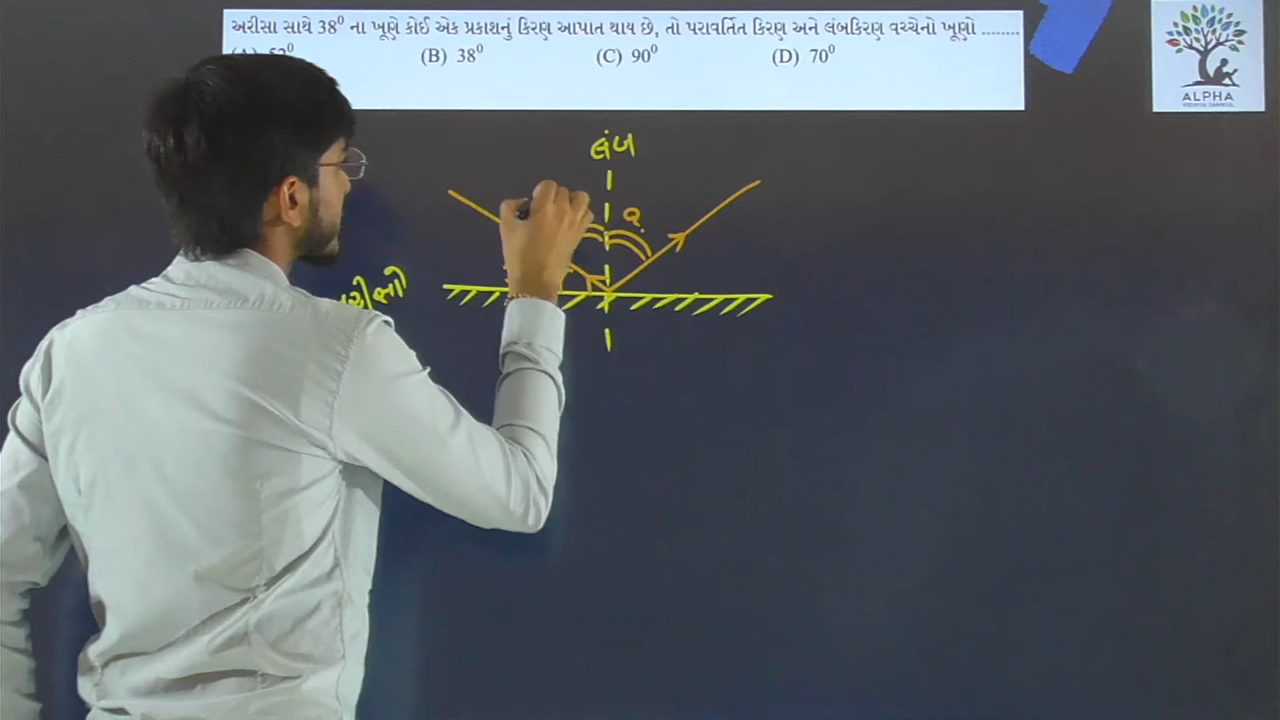 અરીસા સાથે 38⁰ ના ખૂણે કોઈ એક પ્રકાશનું કિરણ આપાત થાય છે, તો પરાવર્તિત કિરણ અને લંબકિરણ વચ્ચેનો ખૂણો ........
(B) 38⁰ (C) 90⁰ (D) 70⁰
ALPHA
લંબ
?